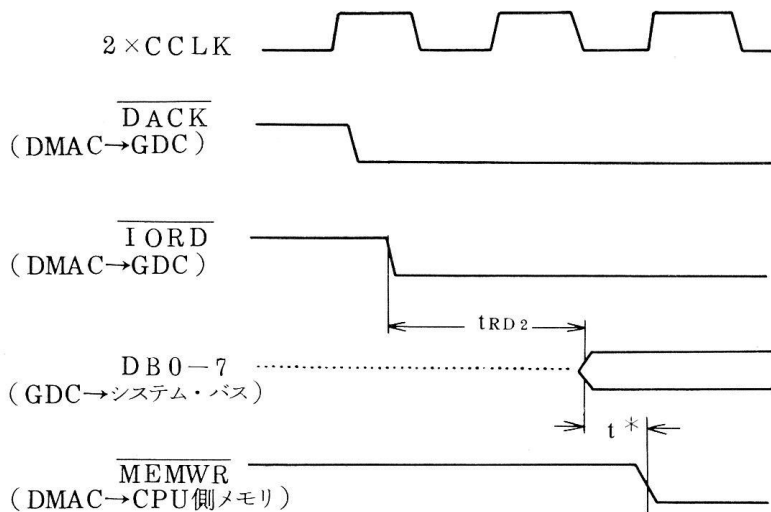 2×CCLK
DACK
(DMAC→GDC)
IORD
(DMAC→GDC)
tRD2
DB0-7
(GDC→システム・バス)
t*
MEMWR
(DMAC→CPU側メモリ)